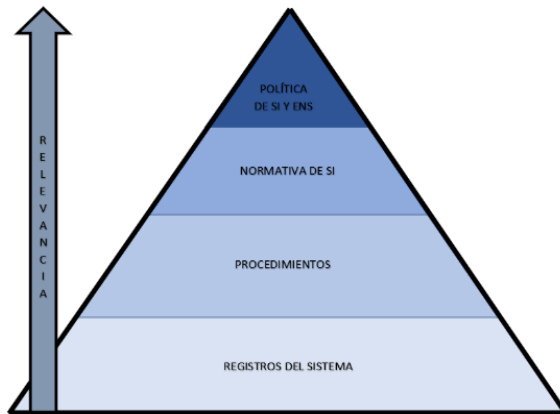 RELEVANCIA
POLÍTICA
DE SI Y ENS
NORMATIVA DE SI
PROCEDIMIENTOS
REGISTROS DEL SISTEMA